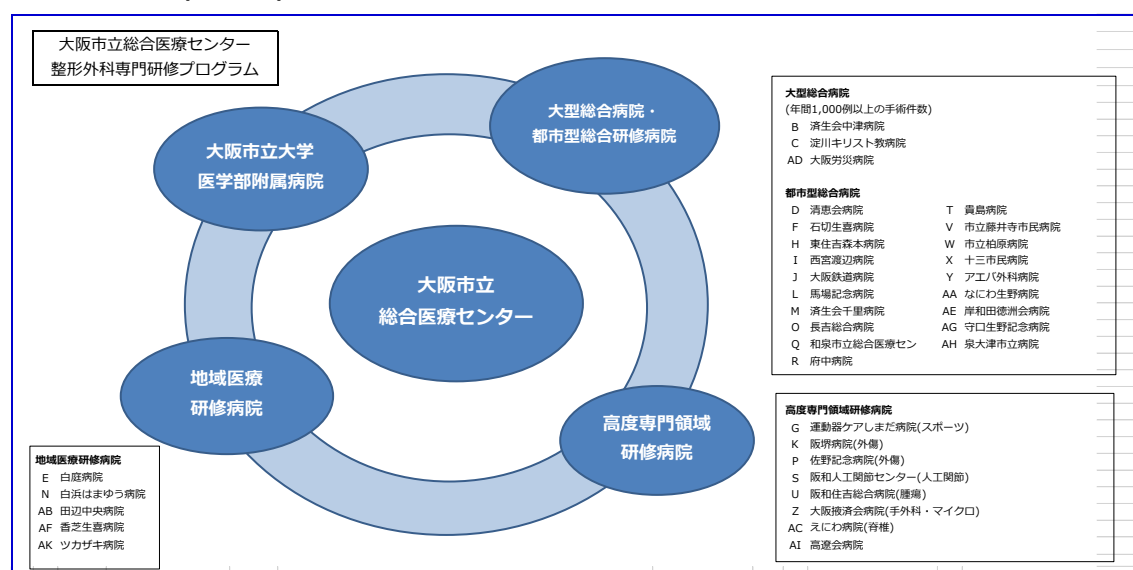 大阪市立総合医療センター
整形外科専門研修プログラム
大阪市立大学
医学部附属病院
大型総合病院・
都市型総合研修病院
大阪市立
総合医療センター
地域医療
研修病院
高度専門領域
研修病院
大型総合病院
(年間1,000例以上の手術件数)
B 済生会中津病院
C 淀川キリスト教病院
AD 大阪労災病院
都市型総合病院
D 清恵会病院 T 貴島病院
F 石切生喜病院 V 市立藤井寺市民病院
H 東住吉森本病院 W 市立柏原病院
I 西宮渡辺病院 X 十三市民病院
J 大阪鉄道病院 Y アエバ外科病院
L 馬場記念病院 AA なにわ生野病院
M 済生会千里病院 AE 岸和田徳洲会病院
O 長吉総合病院 AG 守口生野記念病院
Q 和泉市立総合医療セン AH 泉大津市立病院
R 府中病院
高度専門領域研修病院
G 運動器ケアしまだ病院(スポーツ)
K 阪堺病院(外傷)
P 佐野記念病院(外傷)
S 阪和人工関節センター(人工関節)
U 阪和住吉総合病院(腫瘍)
Z 大阪掖済会病院(手外科・マイクロ)
AC えにわ病院(脊椎)
AI 高遼会病院
地域医療研修病院
E 白庭病院
N 白浜はまゆう病院
AB 田辺中央病院
AF 香芝生喜病院
AK ツカザキ病院